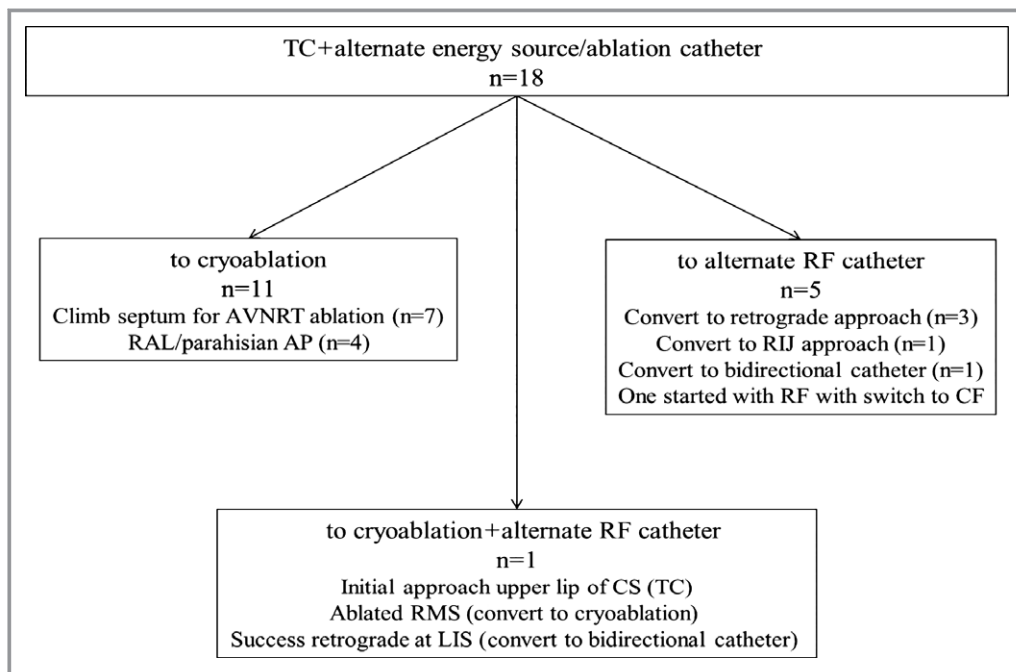 TC+alternate energy source/ablation catheter
n=18
to cryoablation
n=11
Climb septum for AVNRT ablation (n=7)
RAL/parahisian AP (n=4)
to alternate RF catheter
n=5
Convert to retrograde approach (n=3)
Convert to RIJ approach (n=1)
Convert to bidirectional catheter (n=1)
One started with RF with switch to CF
to cryoablation+alternate RF catheter
n=1
Initial approach upper lip of CS (TC)
Ablated RMS (convert to cryoablation)
Success retrograde at LIS (convert to bidirectional catheter)